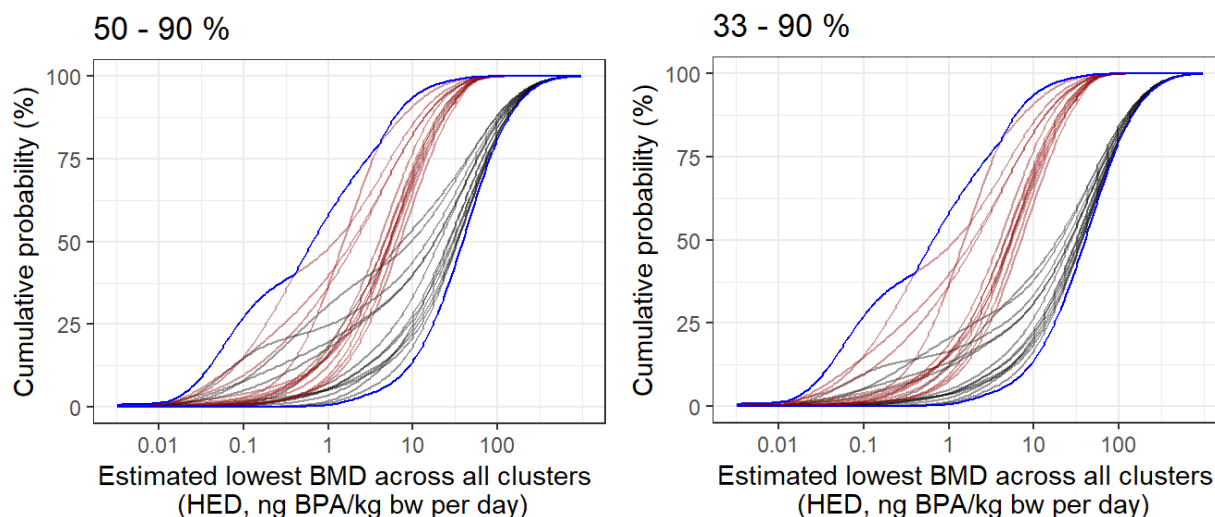 50 - 90 %
Cumulative probability (%)
100
75
50
25
0
0.01 0.1 1 10 100
Estimated lowest BMD across all clusters
(HED, ng BPA/kg bw per day)
33 - 90 %
Cumulative probability (%)
100
75
50
25
0
0.01 0.1 1 10 100
Estimated lowest BMD across all clusters
(HED, ng BPA/kg bw per day)